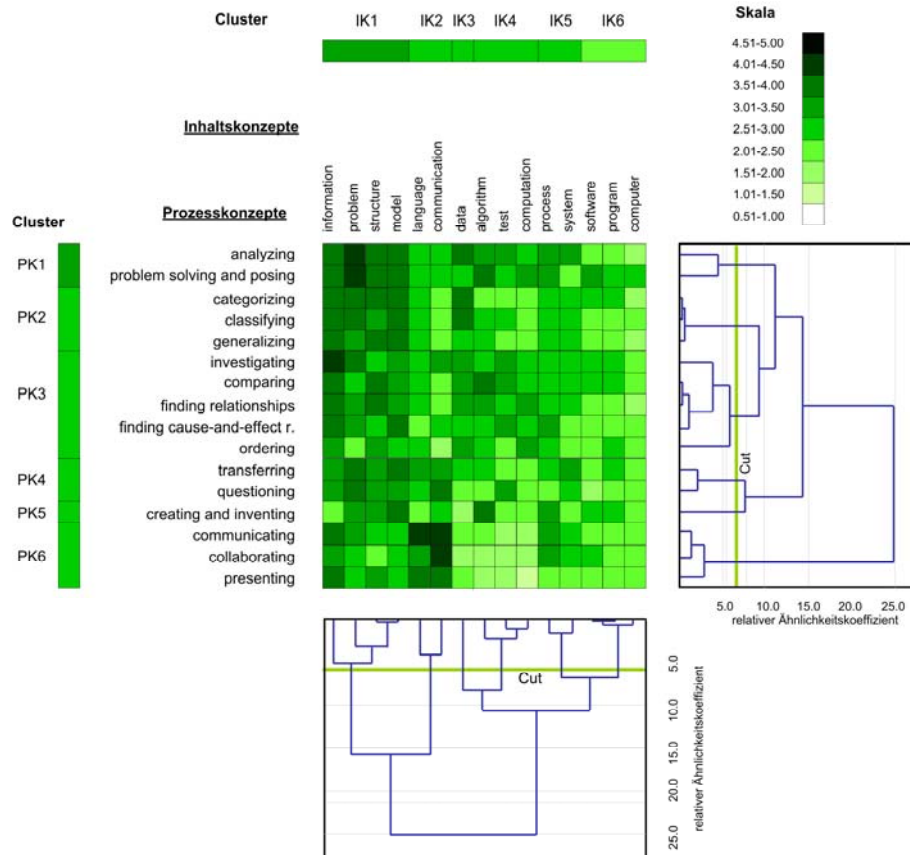 Cluster IK1 IK2 IK3 IK4 IK5 IK6
Skala
4.51-5.00
4.01-4.50
3.51-4.00
3.01-3.50
2.51-3.00
2.01-2.50
1.51-2.00
1.01-1.50
0.51-1.00
Inhaltskonzepte
Prozesskonzepte
information
problem
structure
model
language
communication
data
algorithm
test
computation
process
system
software
program
computer
Cluster
PK1
PK2
PK3
PK4
PK5
PK6
analyzing
problem solving and posing
categorizing
classifying
generalizing
investigating
comparing
finding relationships
finding cause-and-effect r.
ordering
transferring
questioning
creating and inventing
communicating
collaborating
presenting
Cut
5.0 10.0 15.0 20.0 25.0
relativer Ähnlichkeitskoeffizient
Cut
5.0
10.0
15.0
20.0
25.0
relativer Ähnlichkeitskoeffizient